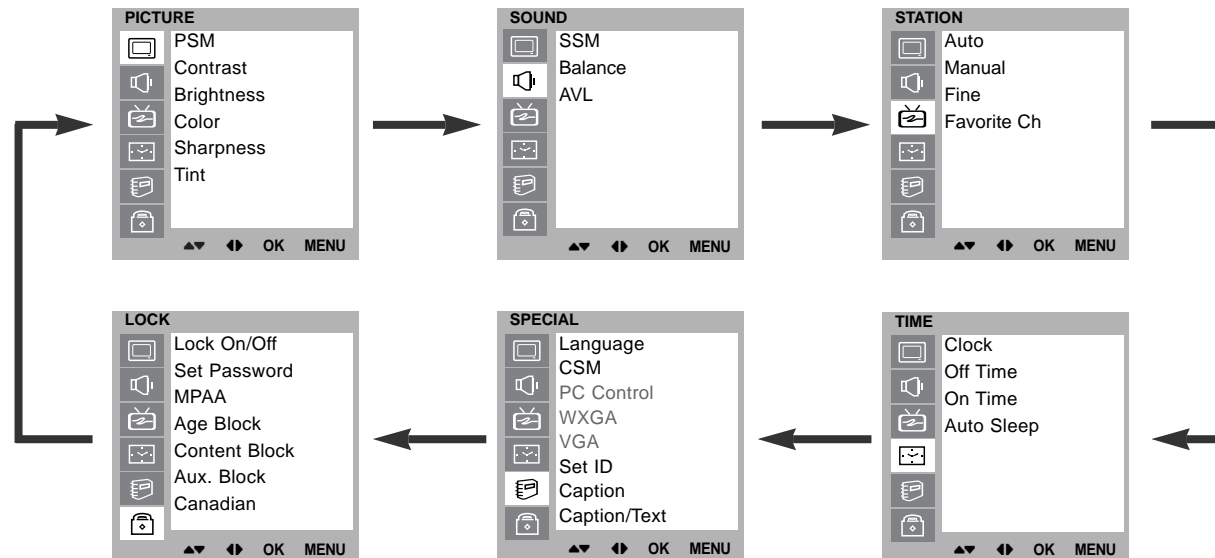 PICTURE
PSM
Contrast
Brightness
Color
Sharpness
Tint
OK MENU
SOUND
SSM
Balance
AVL
OK MENU
STATION
Auto
Manual
Fine
Favorite Ch
OK MENU
LOCK
Lock On/Off
Set Password
MPAA
Age Block
Content Block
Aux. Block
Canadian
OK MENU
SPECIAL
Language
CSM
PC Control
WXGA
VGA
Set ID
Caption
Caption/Text
OK MENU
TIME
Clock
Off Time
On Time
Auto Sleep
OK MENU